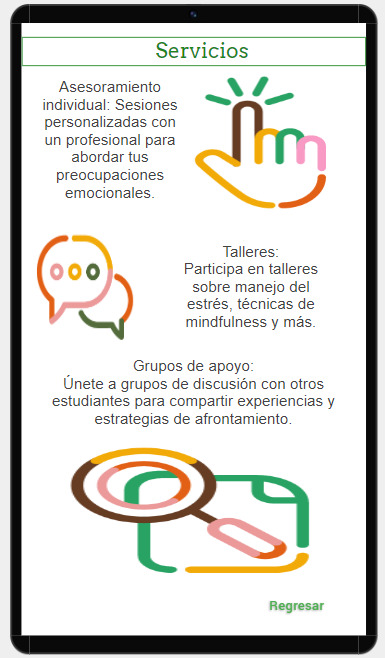 Servicios
Asesoramiento
individual: Sesiones
personalizadas con
un profesional para
abordar tus
preocupaciones
emocionales.
Talleres:
Participa en talleres
sobre manejo del
estrés, técnicas de
mindfulness y más.
Grupos de apoyo:
Únete a grupos de discusión con otros
estudiantes para compartir experiencias y
estrategias de afrontamiento.
Regresar